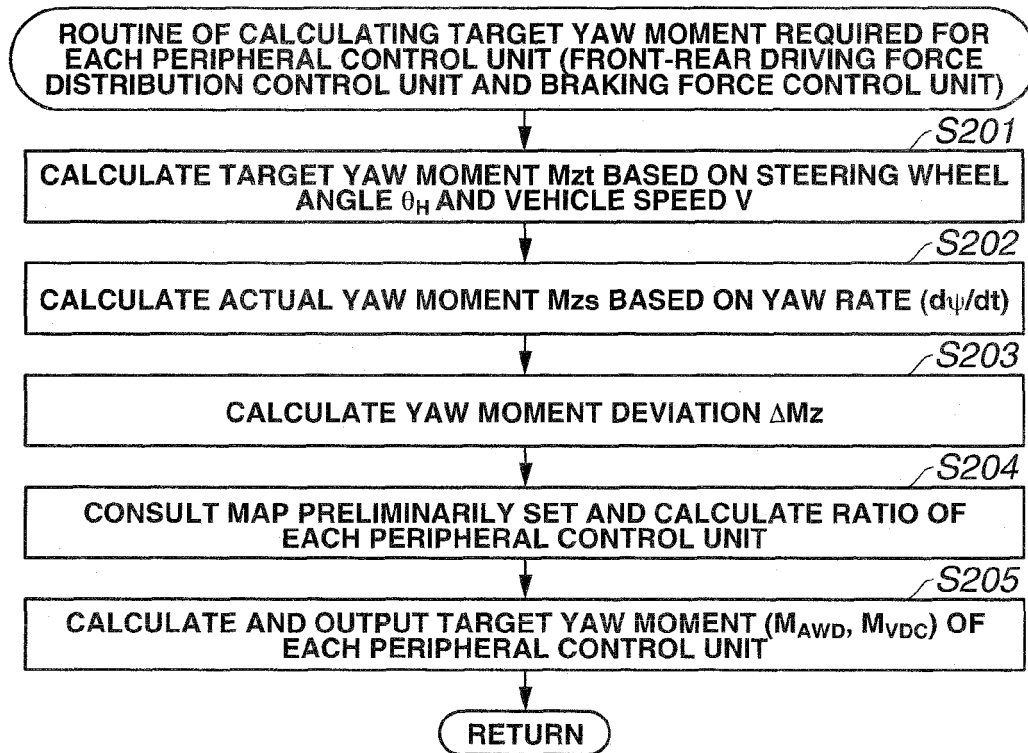 ROUTINE OF CALCULATING TARGET YAW MOMENT REQUIRED FOR
EACH PERIPHERAL CONTROL UNIT (FRONT-REAR DRIVING FORCE
DISTRIBUTION CONTROL UNIT AND BRAKING FORCE CONTROL UNIT)
S201
CALCULATE TARGET YAW MOMENT Mzt BASED ON STEERING WHEEL
ANGLE θH AND VEHICLE SPEED V
S202
CALCULATE ACTUAL YAW MOMENT Mzs BASED ON YAW RATE (dψ/dt)
S203
CALCULATE YAW MOMENT DEVIATION ΔMz
S204
CONSULT MAP PRELIMINARILY SET AND CALCULATE RATIO OF
EACH PERIPHERAL CONTROL UNIT
S205
CALCULATE AND OUTPUT TARGET YAW MOMENT (MAWD, MVDC) OF
EACH PERIPHERAL CONTROL UNIT
RETURN